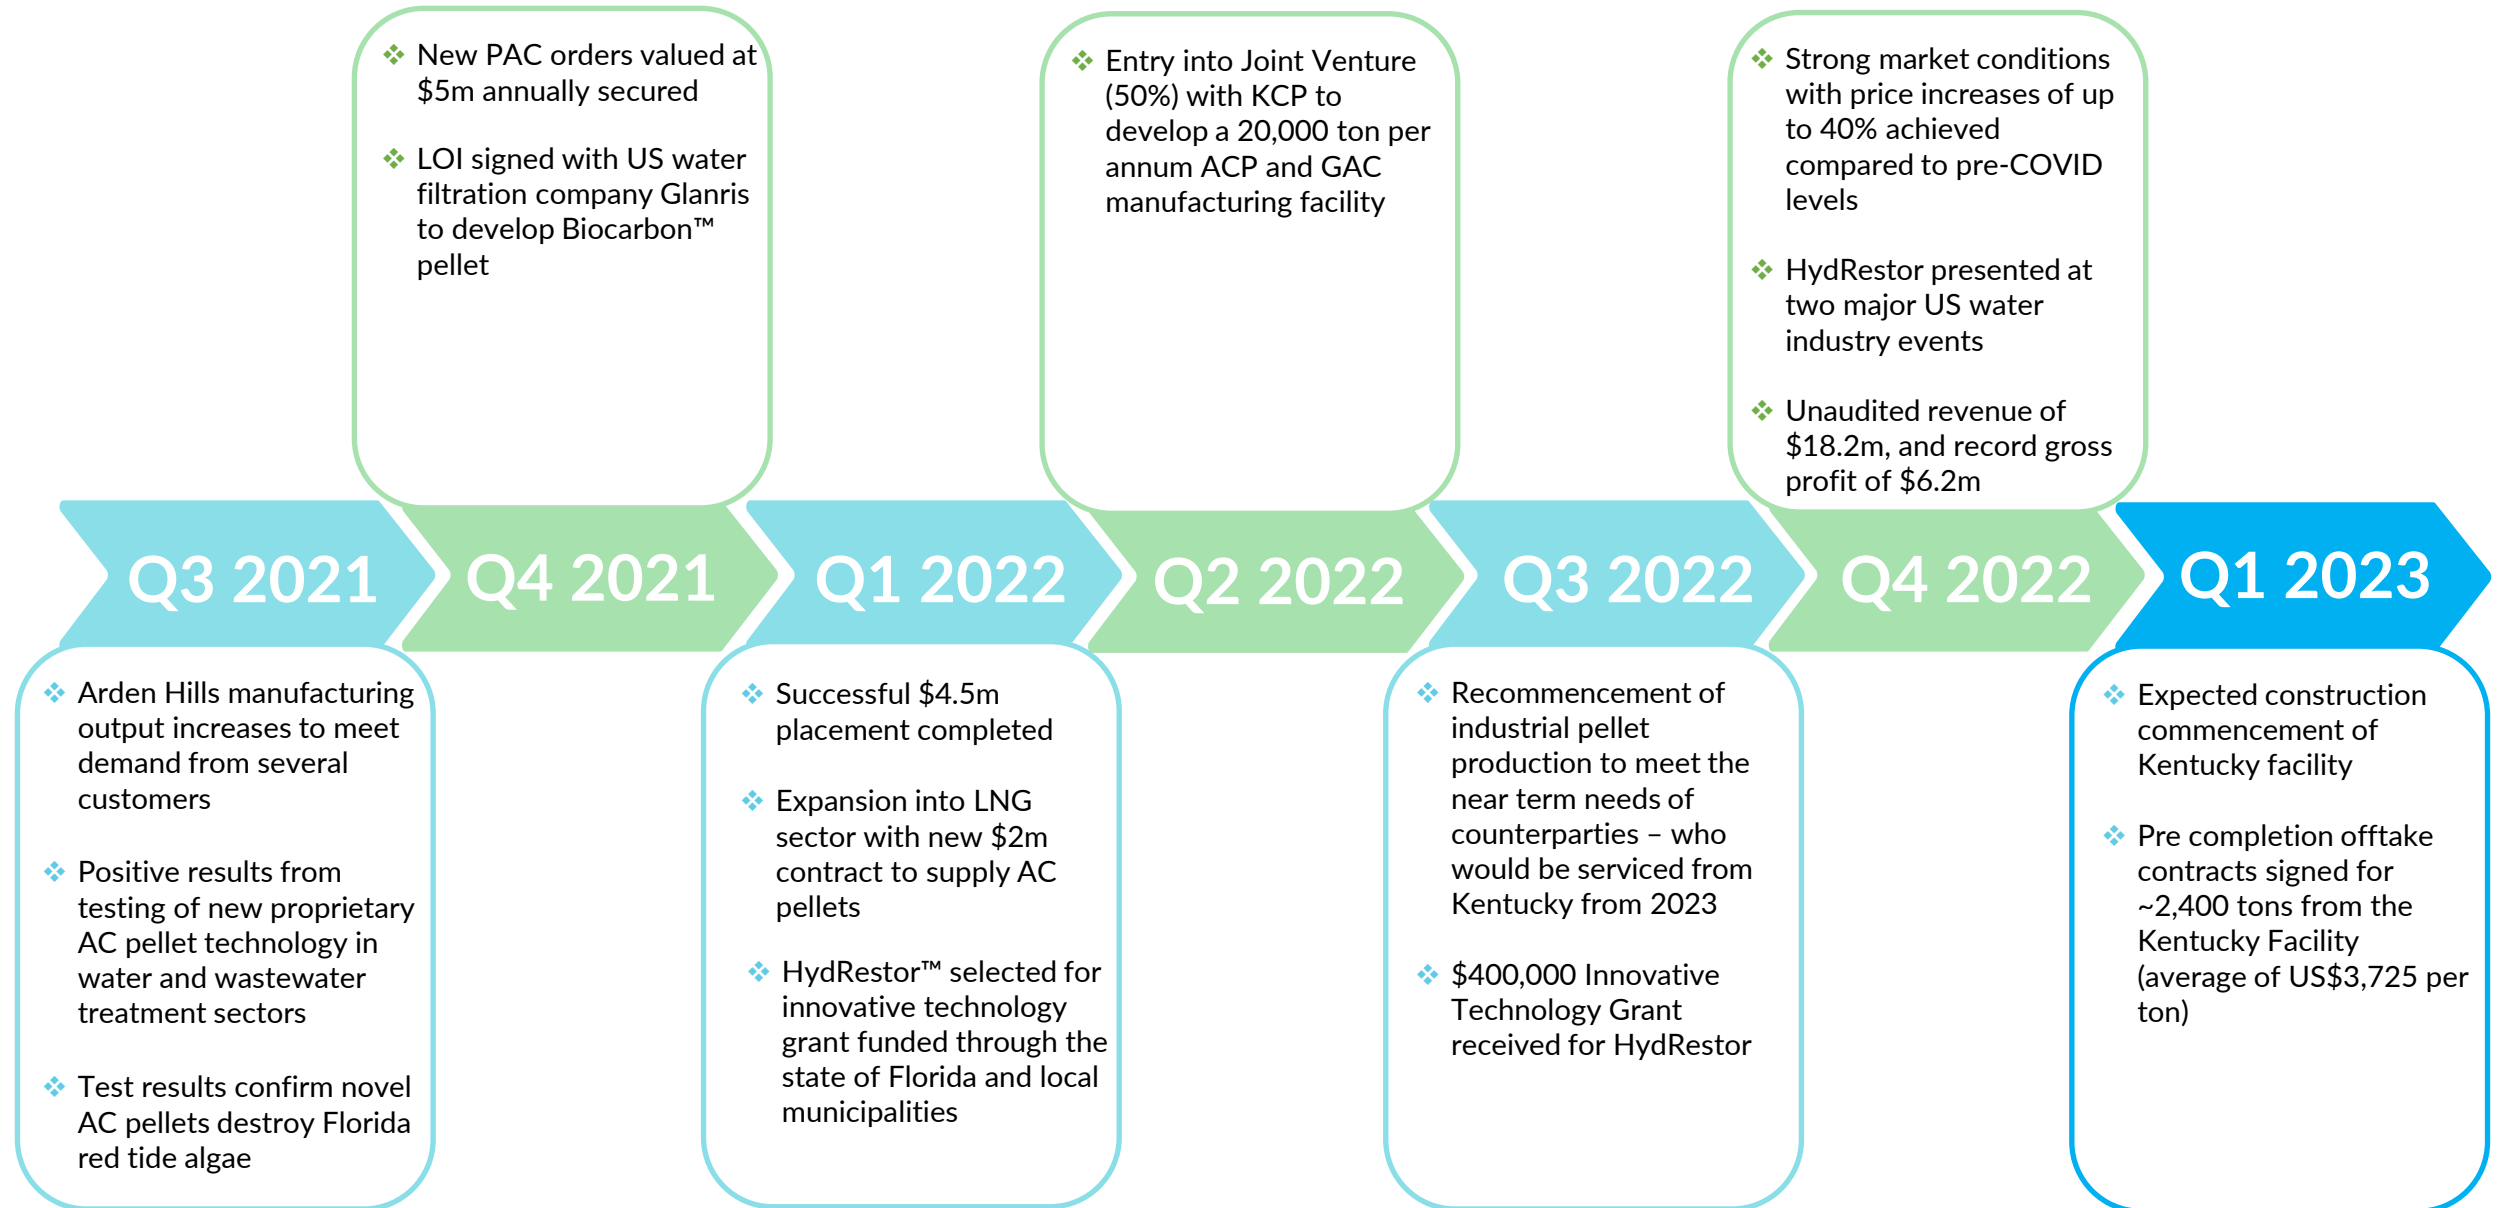 Q3 2021
Arden Hills manufacturing
output increases to meet
demand from several
customers
Positive results from
testing of new proprietary
AC pellet technology in
water and wastewater
treatment sectors
Test results confirm novel
AC pellets destroy Florida
red tide algae
New PAC orders valued at
$5m annually secured
LOI signed with US water
filtration company Glanris
to develop Biocarbon™
pellet
Q4 2021
Q1 2022
Successful $4.5m
placement completed
Expansion into LNG
sector with new $2m
contract to supply AC
pellets
HydRestor™ selected for
innovative technology
grant funded through the
state of Florida and local
municipalities
Entry into Joint Venture
(50%) with KCP to
develop a 20,000 ton per
annum ACP and GAC
manufacturing facility
Q2 2022
Q3 2022
Recommencement of
industrial pellet
production to meet the
near term needs of
counterparties – who
would be serviced from
Kentucky from 2023
$400,000 Innovative
Technology Grant
received for HydRestor
Strong market conditions
with price increases of up
to 40% achieved
compared to pre-COVID
levels
HydRestor presented at
two major US water
industry events
Unaudited revenue of
$18.2m, and record gross
profit of $6.2m
Q4 2022
Q1 2023
Expected construction
commencement of
Kentucky facility
Pre completion offtake
contracts signed for
~2,400 tons from the
Kentucky Facility
(average of US$3,725 per
ton)